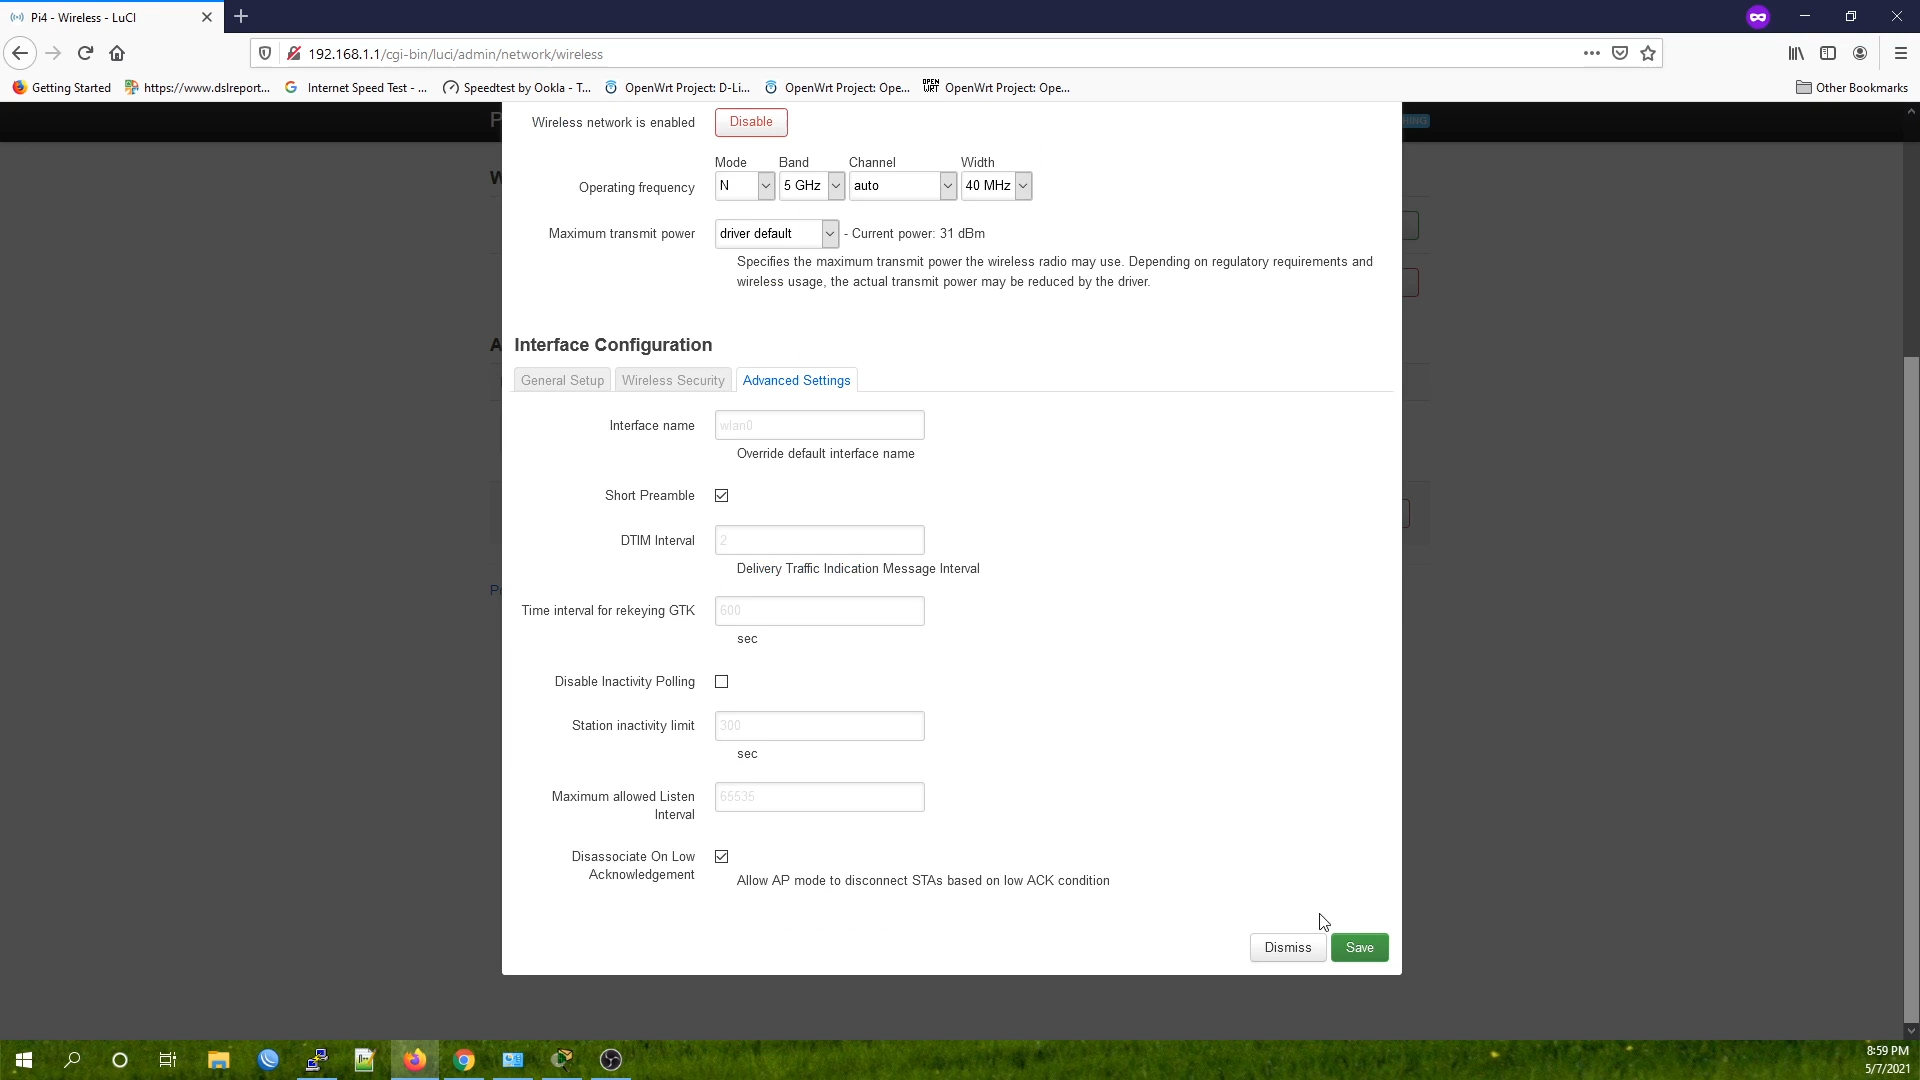 Pi4 - Wireless - LuCI
192.168.1.1/cgi-bin/luci/admin/network/wireless
Getting Started
https://www.dslreport...
Internet Speed Test - ...
Speedtest by Ookla - T...
OpenWrt Project: D-Li...
OpenWrt Project: Ope...
OPEN
WRT
OpenWrt Project: Ope...
Other Bookmarks
Wireless network is enabled
Disable
Mode Band Channel Width
Operating frequency
N 5 GHz auto 40 MHz
Maximum transmit power
driver default - Current power: 31 dBm
Specifies the maximum transmit power the wireless radio may use. Depending on regulatory requirements and
wireless usage, the actual transmit power may be reduced by the driver.
Interface Configuration
General Setup Wireless Security Advanced Settings
Interface name
wlan0
Override default interface name
Short Preamble
DTIM Interval
2
Delivery Traffic Indication Message Interval
Time interval for rekeying GTK
600
sec
Disable Inactivity Polling
Station inactivity limit
300
sec
Maximum allowed Listen
Interval
65535
Disassociate On Low
Acknowledgement
Allow AP mode to disconnect STAs based on low ACK condition
Dismiss Save
8:59 PM
5/7/2021